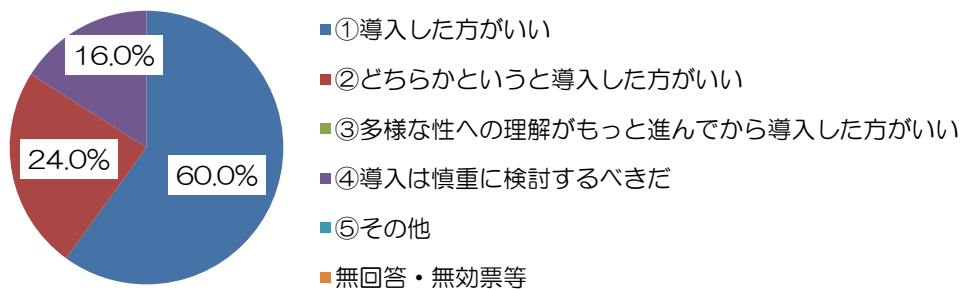 16.0%
24.0%
60.0%
①導入した方がいい
②どちらかというと導入した方がいい
③多様な性への理解がもっと進んでから導入した方がいい
④導入は慎重に検討するべきだ
⑤その他
無回答・無効票等